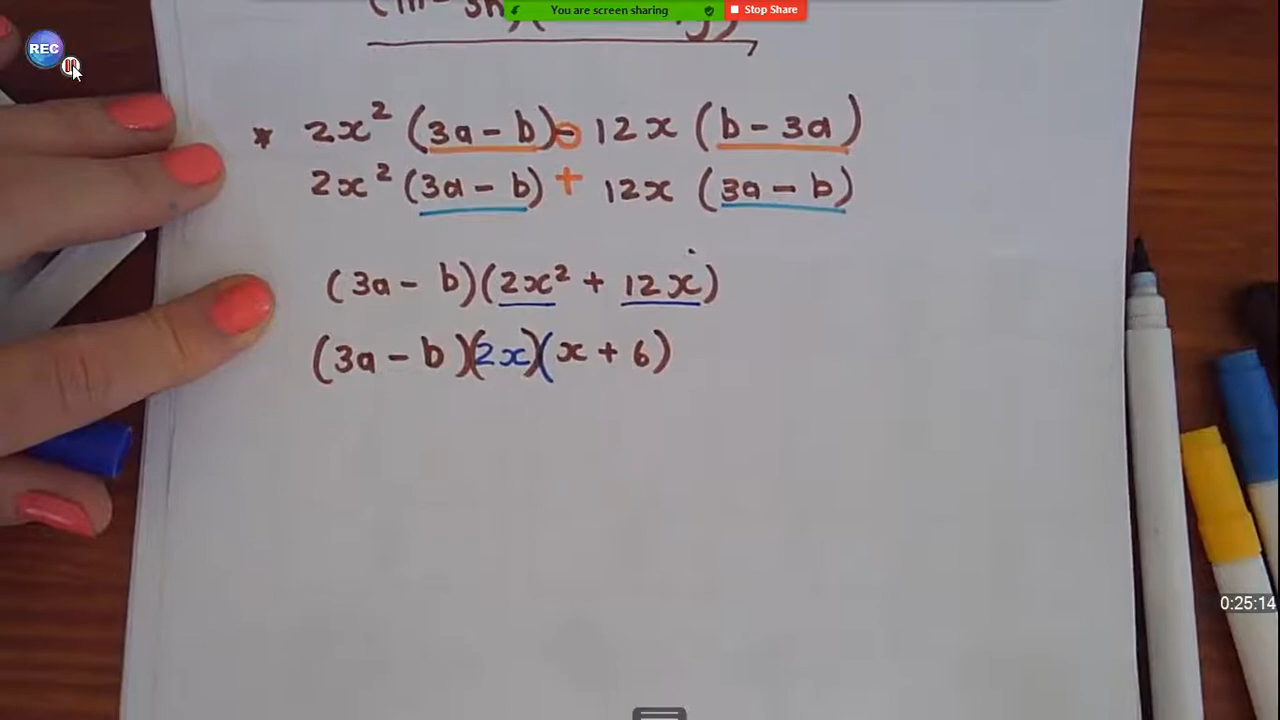 You are screen sharing Stop Share
REC
* 2x² (3a - b) - 12x (b - 3a)
2x² (3a - b) + 12x (3a - b)
(3a - b)(2x² + 12x)
(3a - b)(2x)(x + 6)
0:25:14